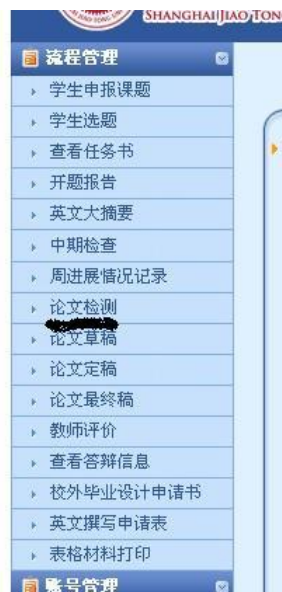 SHANGHAI JIAO TON
流程管理
学生申报课题
学生选题
查看任务书
开题报告
英文大摘要
中期检查
周进展情况记录
论文检测
论文草稿
论文定稿
论文最终稿
教师评价
查看答辩信息
校外毕业设计申请书
英文撰写申请表
表格材料打印
账号管理